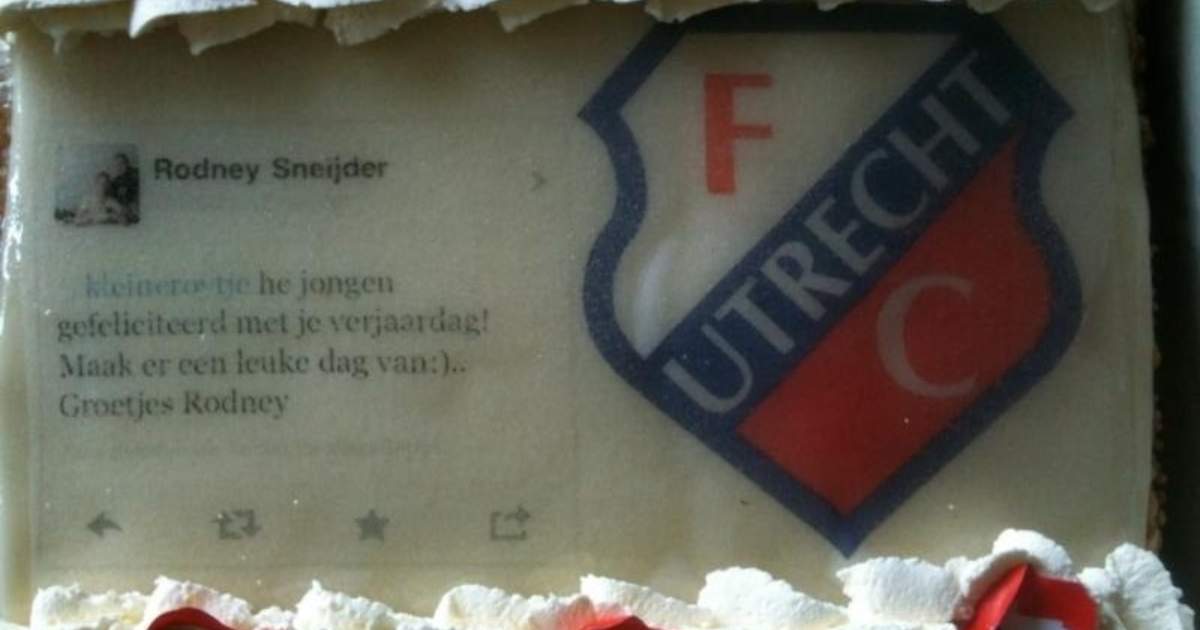 Rodney Sneijder
he jongen
gefeliciteerd met je verjaardag!
Maak er een leuke dag van:)..
Groetjes Rodney
F
UTRECHT
C